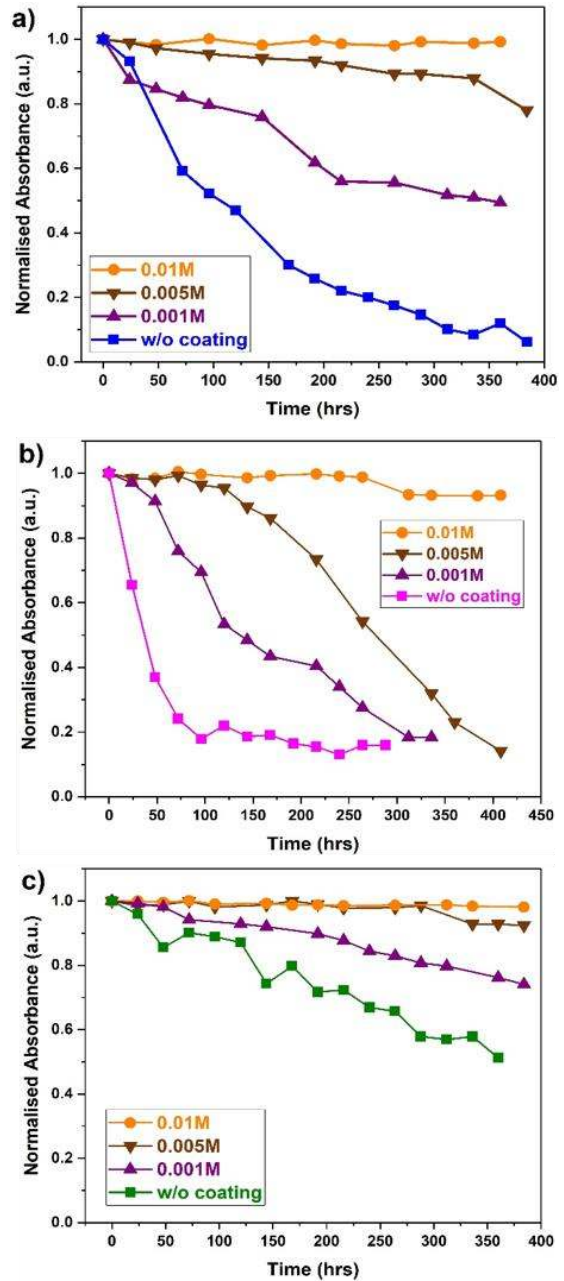 a)
1.0
0.8
0.6
0.4
0.2
0.0
Normalised Absorbance (a.u.)
0.01M
0.005M
0.001M
w/o coating
0 50 100 150 200 250 300 350 400
Time (hrs)
b)
1.0
0.8
0.6
0.4
0.2
0.0
Normalised Absorbance (a.u.)
0.01M
0.005M
0.001M
w/o coating
0 50 100 150 200 250 300 350 400 450
Time (hrs)
c)
1.0
0.8
0.6
0.4
0.2
0.0
Normalised Absorbance (a.u.)
0.01M
0.005M
0.001M
w/o coating
0 50 100 150 200 250 300 350 400
Time (hrs)